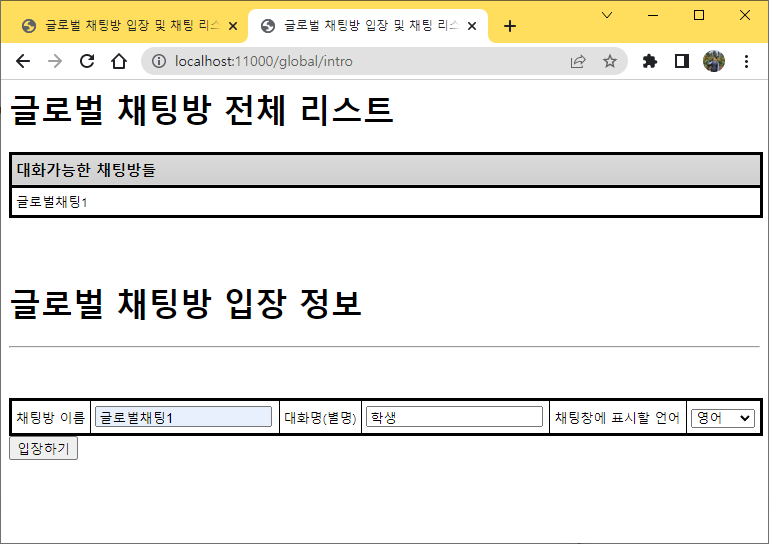 글로벌 채팅방 입장 및 채팅 리스
글로벌 채팅방 입장 및 채팅 리스
localhost:11000/global/intro
글로벌 채팅방 전체 리스트
대화가능한 채팅방들
글로벌채팅1
글로벌 채팅방 입장 정보
채팅방 이름 글로벌채팅1 대화명(별명) 학생 채팅창에 표시할 언어 영어
입장하기